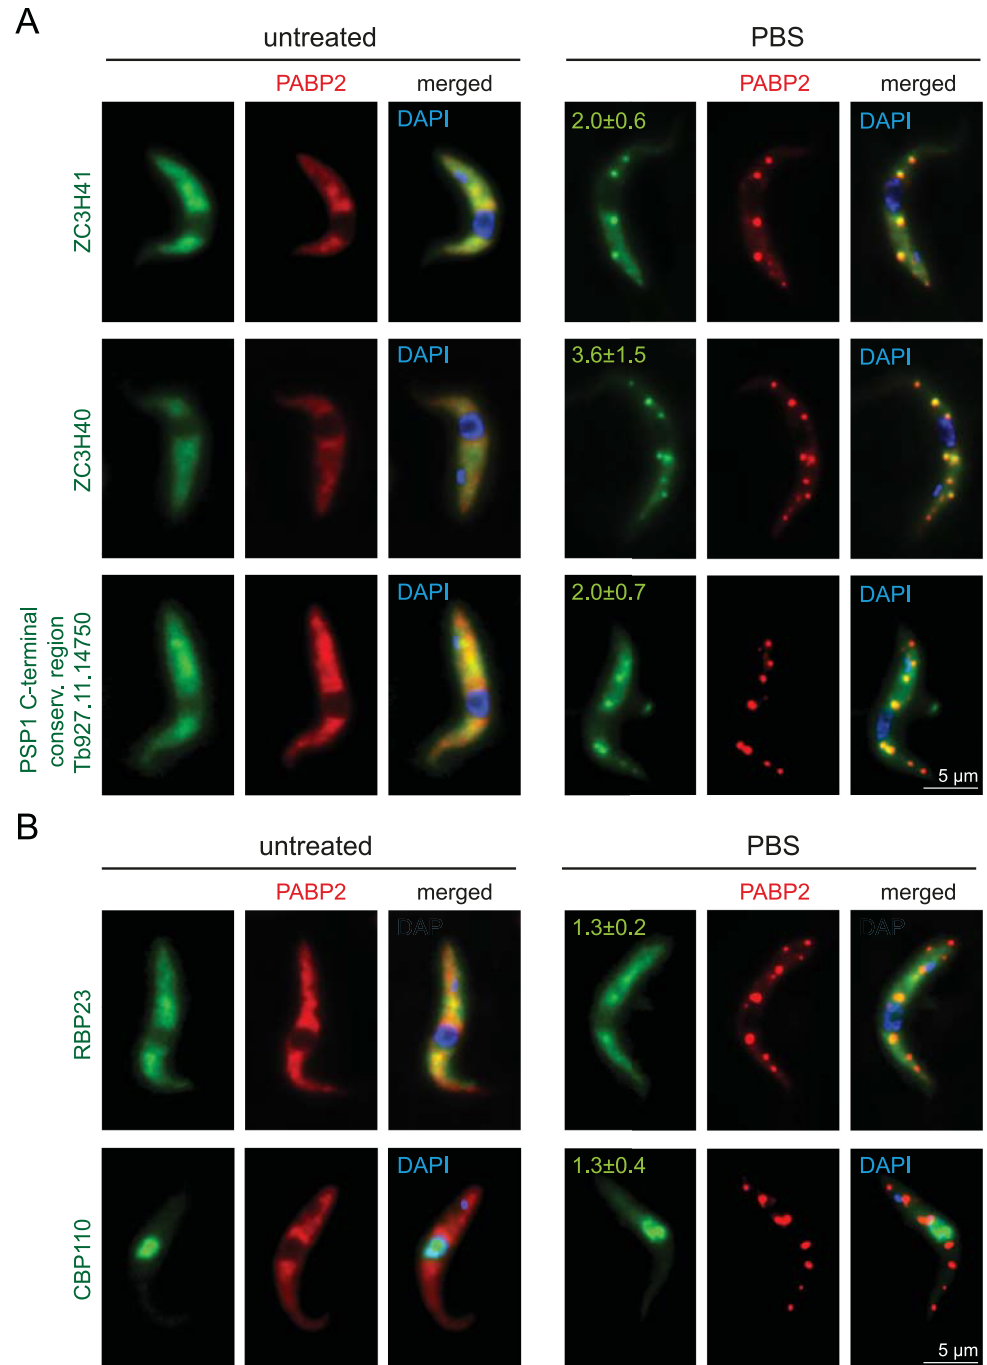 A
untreated
PBS
PABP2
merged
PABP2
merged
ZC3H41
DAPI
2.0±0.6
DAPI
ZC3H40
DAPI
3.6±1.5
DAPI
PSP1 C-terminal
conserv. region
Tb927.11.14750
DAPI
2.0±0.7
DAPI
5 µm
B
untreated
PBS
PABP2
merged
PABP2
merged
RBP23
DAP
1.3±0.2
DAP
CBP110
DAPI
1.3±0.4
DAPI
5 µm